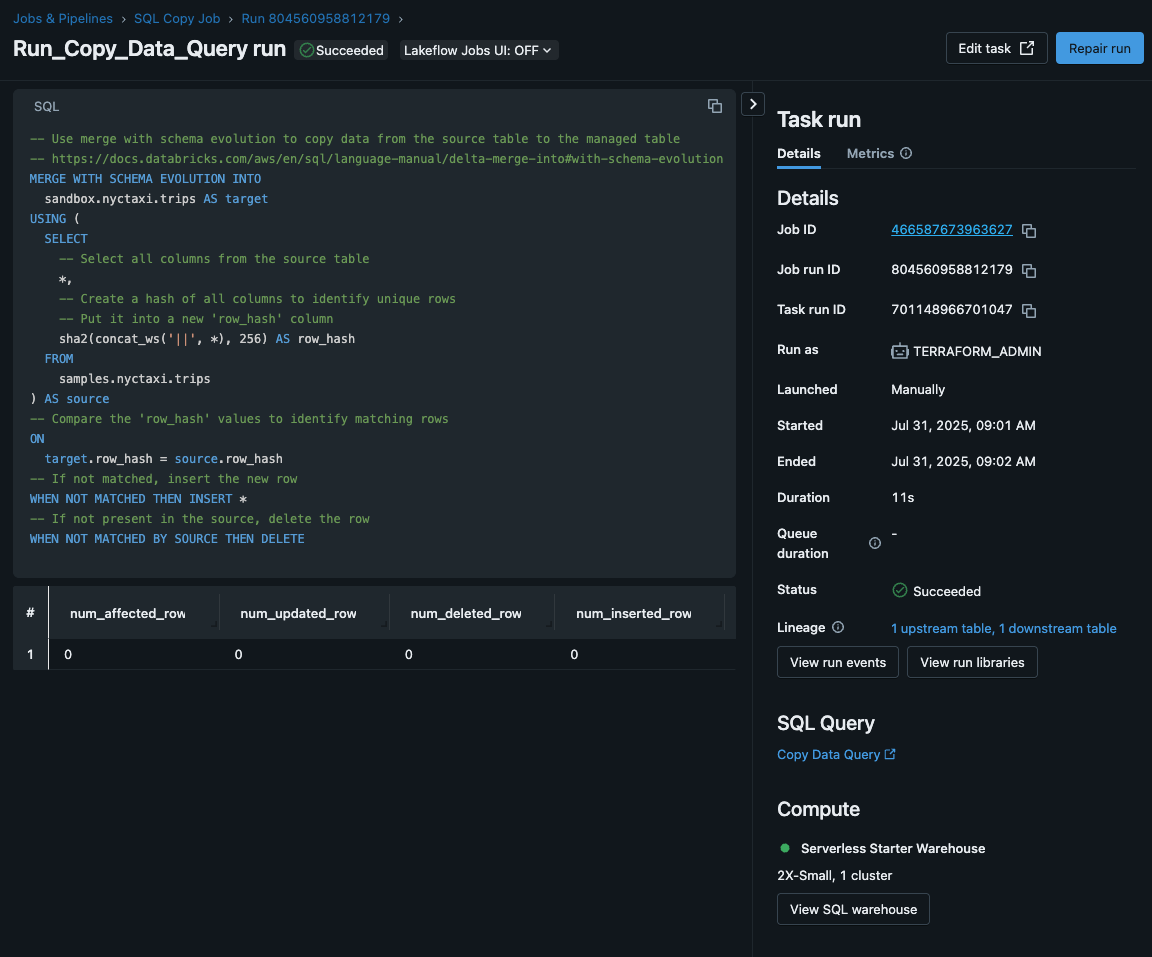 Jobs & Pipelines › SQL Copy Job › Run 804560958812179 ›
Run_Copy_Data_Query run Succeeded Lakeflow Jobs UI: OFF
Edit task Repair run
SQL
-- Use merge with schema evolution to copy data from the source table to the managed table
-- https://docs.databricks.com/aws/en/sql/language-manual/delta-merge-into#with-schema-evolution
MERGE WITH SCHEMA EVOLUTION INTO
sandbox.nyctaxi.trips AS target
USING (
SELECT
-- Select all columns from the source table
*,
-- Create a hash of all columns to identify unique rows
-- Put it into a new 'row_hash' column
sha2(concat_ws('||', *), 256) AS row_hash
FROM
samples.nyctaxi.trips
) AS source
-- Compare the 'row_hash' values to identify matching rows
ON
target.row_hash = source.row_hash
-- If not matched, insert the new row
WHEN NOT MATCHED THEN INSERT *
-- If not present in the source, delete the row
WHEN NOT MATCHED BY SOURCE THEN DELETE
# num_affected_row num_updated_row num_deleted_row num_inserted_row
1 0 0 0 0
Task run
Details Metrics
Details
Job ID 466587673963627
Job run ID 804560958812179
Task run ID 701148966701047
Run as TERRAFORM_ADMIN
Launched Manually
Started Jul 31, 2025, 09:01 AM
Ended Jul 31, 2025, 09:02 AM
Duration 11s
Queue -
duration
Status Succeeded
Lineage 1 upstream table, 1 downstream table
View run events View run libraries
SQL Query
Copy Data Query
Compute
Serverless Starter Warehouse
2X-Small, 1 cluster
View SQL warehouse